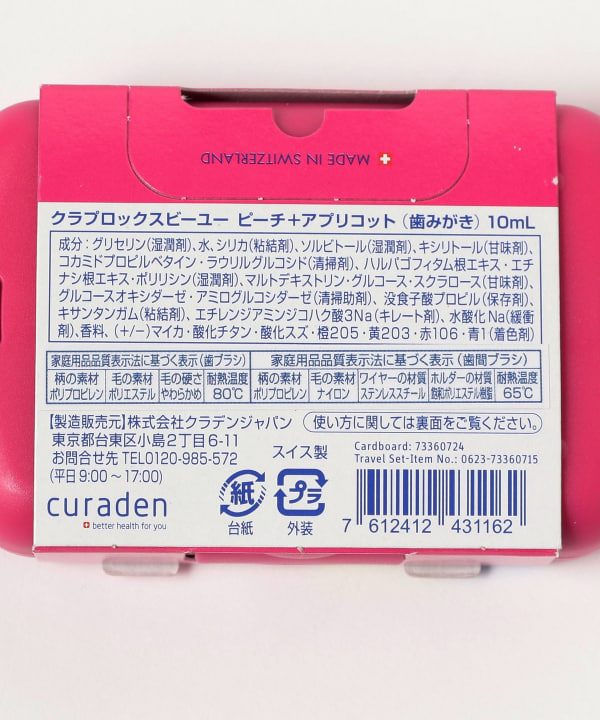 MADE IN SWITZERLAND
クラプロックスビーユー ピーチ+アプリコット(歯みがき)10mL
成分:グリセリン(湿潤剤)、水、シリカ(粘結剤)、ソルビトール(湿潤剤)、キシリトール(甘味剤)、
コカミドプロピルベタイン・ラウリルグルコシド(清掃剤)、ハルパゴフィタム根エキス・エチ
ナシ根エキス・ポリリシン(湿潤剤)、マルトデキストリン・グルコース・スクラロース(甘味剤)、
グルコースオキシダーゼ・アミログルコシダーゼ(清掃助剤)、没食子酸プロピル(保存剤)、
キサンタンガム(粘結剤)、エチレンジアミンジコハク酸3Na(キレート剤)、水酸化Na(緩衝
剤)、香料、(+/−)マイカ・酸化チタン・酸化スズ・橙205・黄203・赤106・青1(着色剤)
家庭用品品質表示法に基づく表示(歯ブラシ) 家庭用品品質表示法に基づく表示(歯間ブラシ)
柄の素材 毛の素材 毛の硬さ 耐熱温度 柄の素材 毛の素材 ワイヤーの材質 ホルダーの材質 耐熱温度
ポリプロピレン ポリエステル やわらかめ 80℃ ポリプロピレン ナイロン ステンレススチール 飽和ポリエステル樹脂 65℃
【製造販売元】株式会社クラデンジャパン 使い方に関しては裏面をご覧ください。
東京都台東区小島2丁目6-11
お問合せ先 TEL0120-985-572
(平日9:00~17:00)
スイス製
Cardboard: 73360724
Travel Set-Item No.: 0623-73360715
curaden
better health for you
紙
台紙
プラ
外装
7 612412 431162